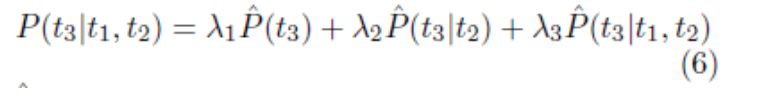 P(t₃|t₁, t₂) = λ₁P̂(t₃) + λ₂P̂(t₃|t₂) + λ₃P̂(t₃|t₁, t₂)
(6)